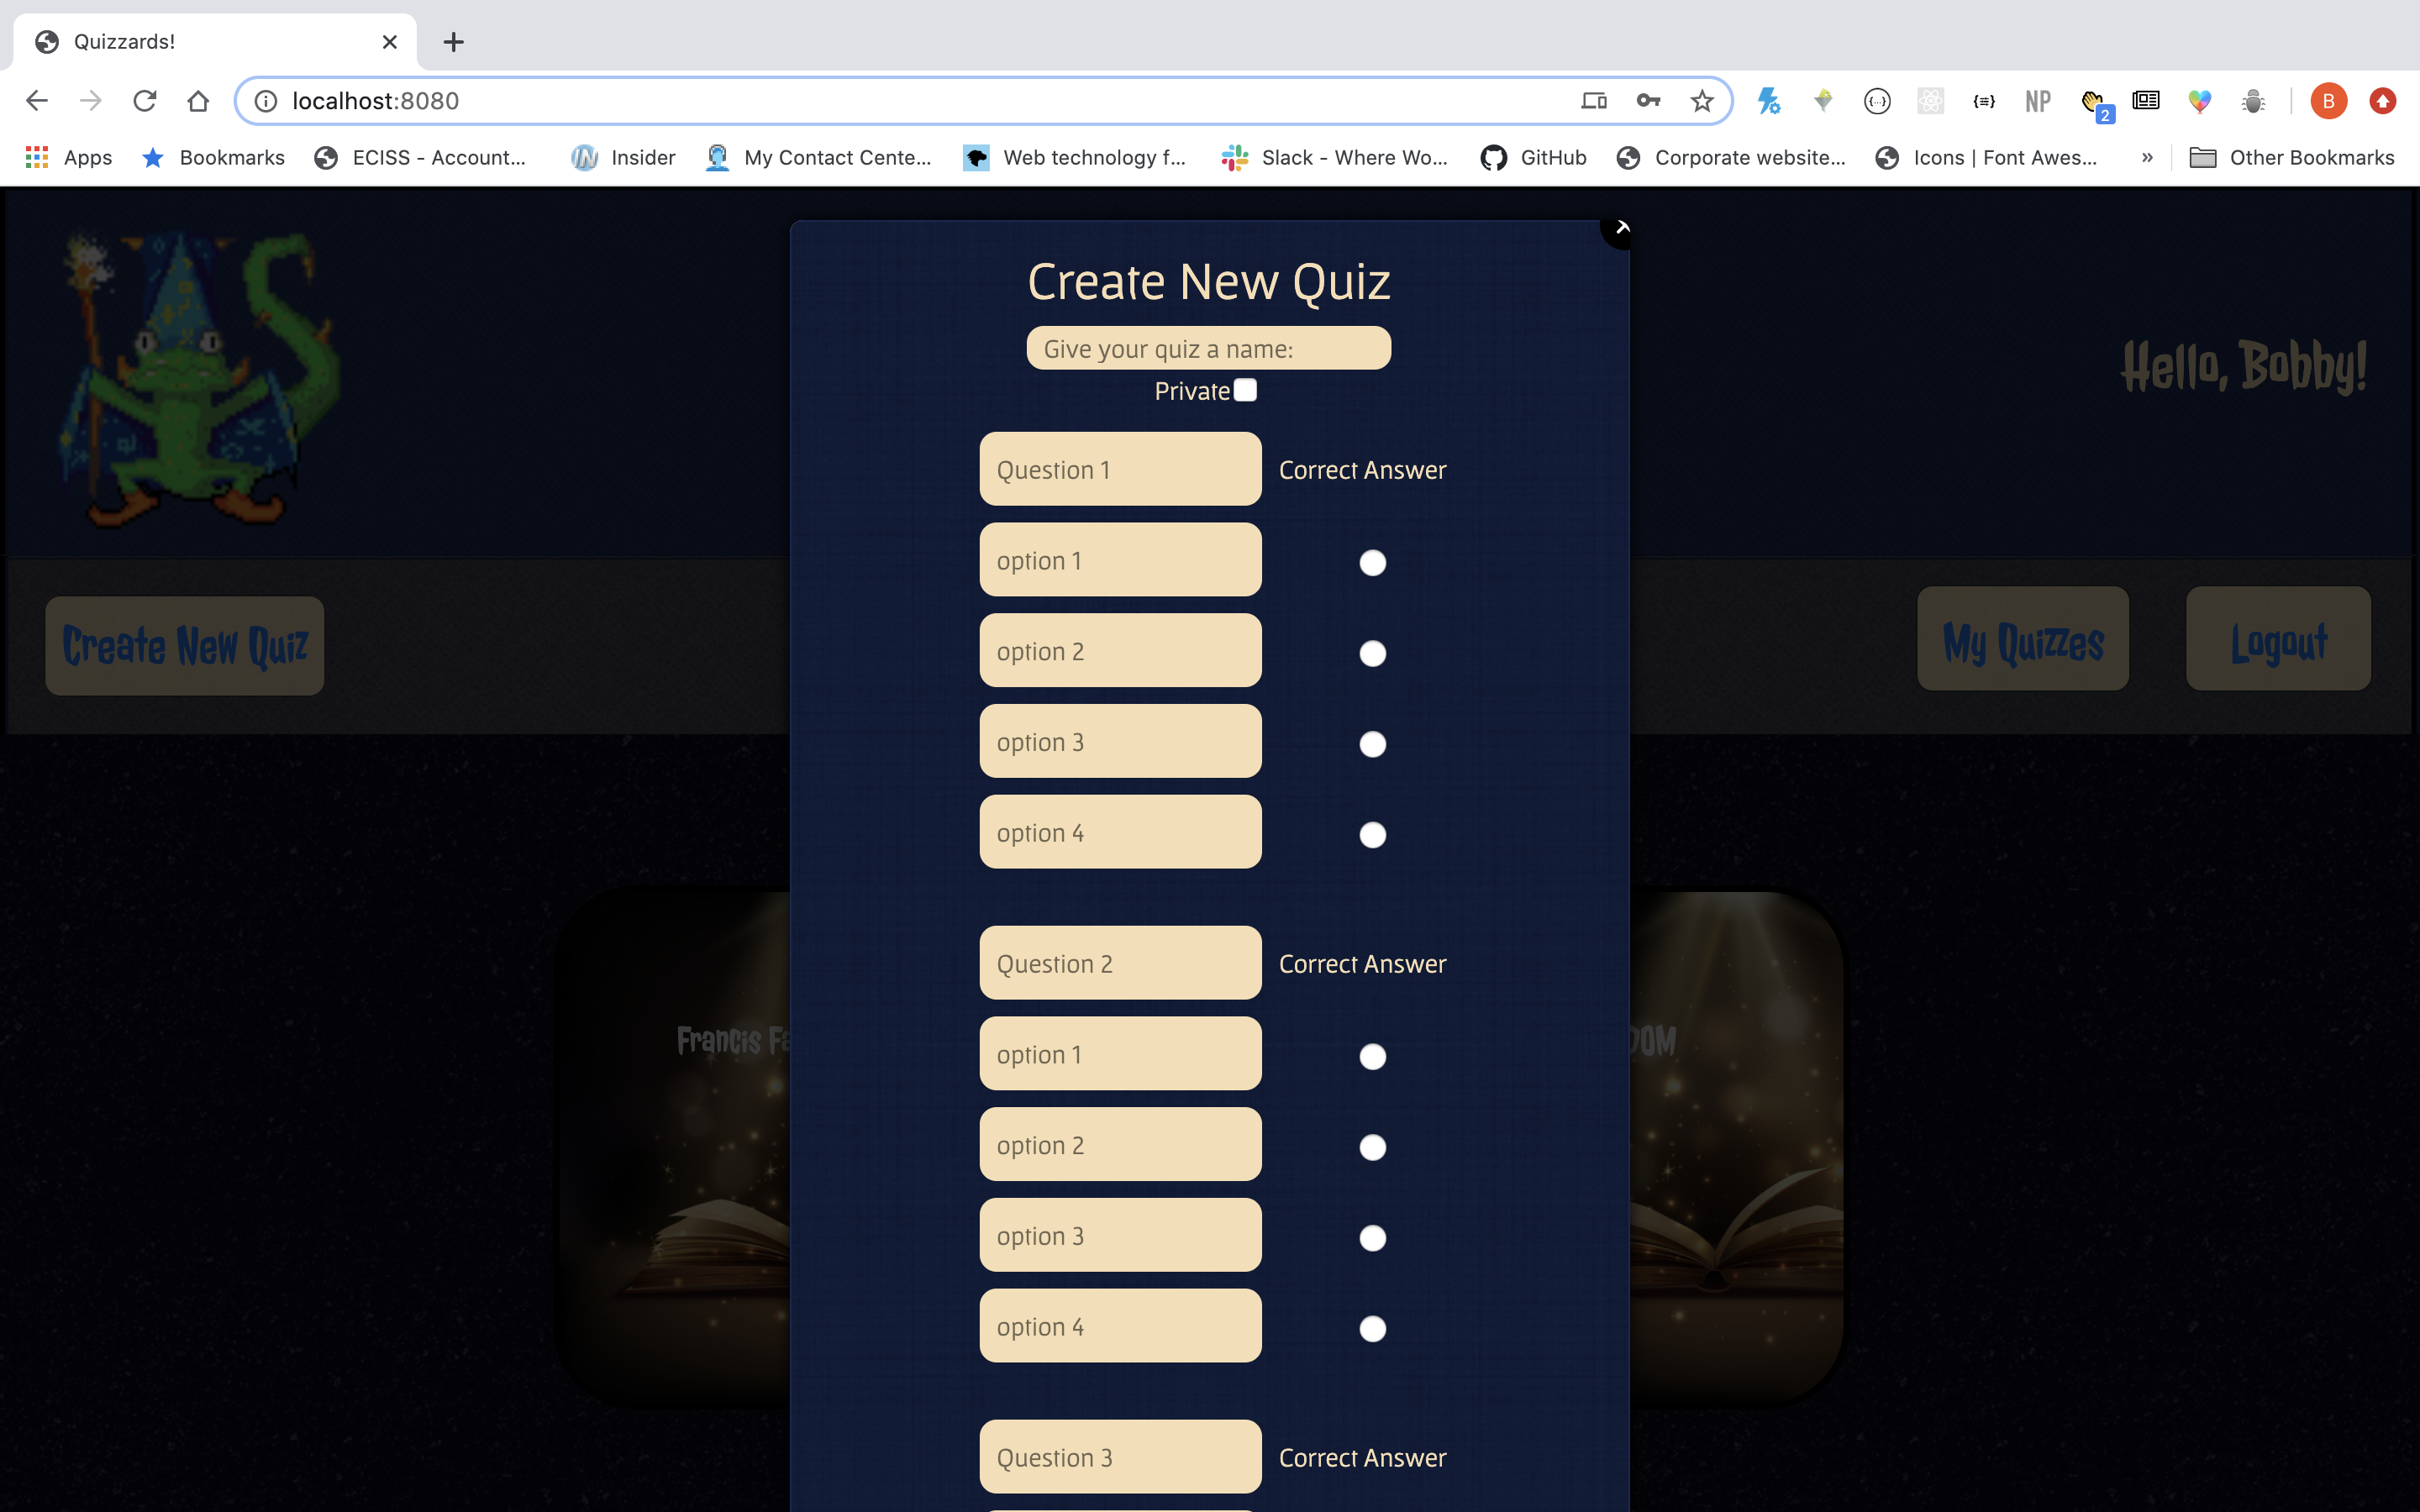 Quizzards!
localhost:8080
NP
2
B
Apps
Bookmarks
ECISS - Account...
Insider
My Contact Cente...
Web technology f...
Slack - Where Wo...
GitHub
Corporate website...
Icons | Font Awes...
»
Other Bookmarks
Create New Quiz
Give your quiz a name:
Private
Hello, Bobby!
Create New Quiz
My Quizzes
Logout
Question 1
Correct Answer
option 1
option 2
option 3
option 4
Question 2
Correct Answer
Francis Fa
OOM
option 1
option 2
option 3
option 4
Question 3
Correct Answer